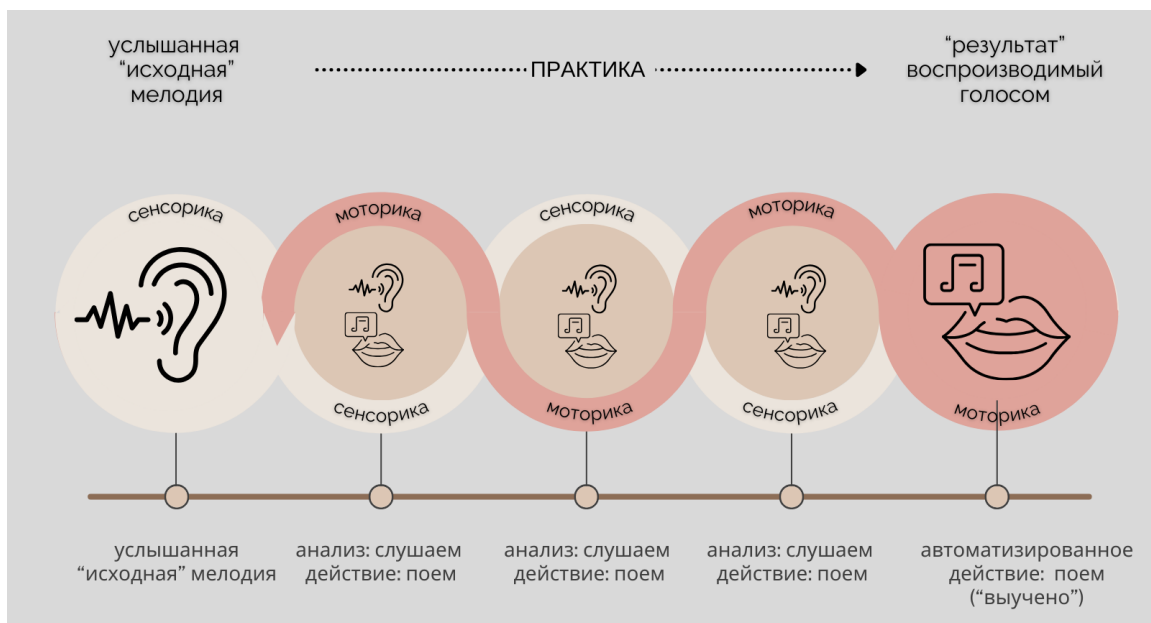 услышанная
“исходная”
мелодия
ПРАКТИКА
“результат”
воспроизводимый
голосом
сенсорика
моторика
сенсорика
моторика
сенсорика
моторика
сенсорика
моторика
услышанная
“исходная” мелодия
анализ: слушаем
действие: поем
анализ: слушаем
действие: поем
анализ: слушаем
действие: поем
автоматизированное
действие: поем
(“выучено”)